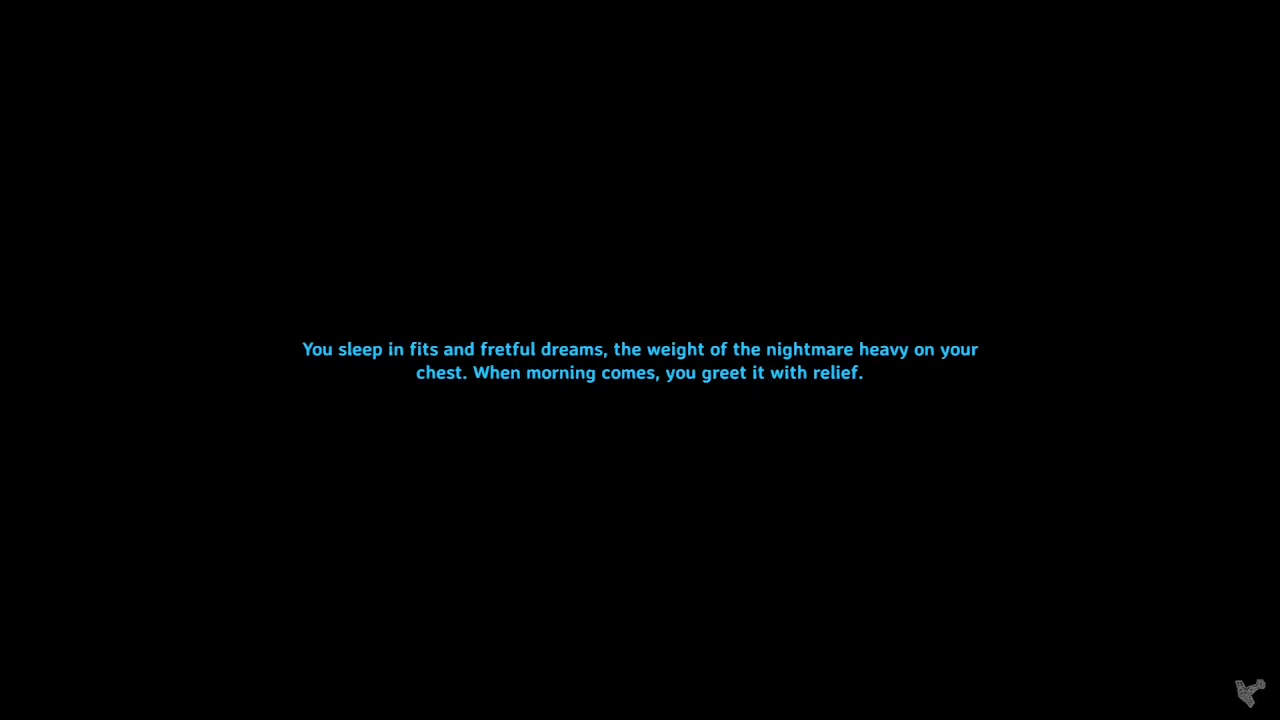 You sleep in fits and fretful dreams, the weight of the nightmare heavy on your
chest. When morning comes, you greet it with relief.